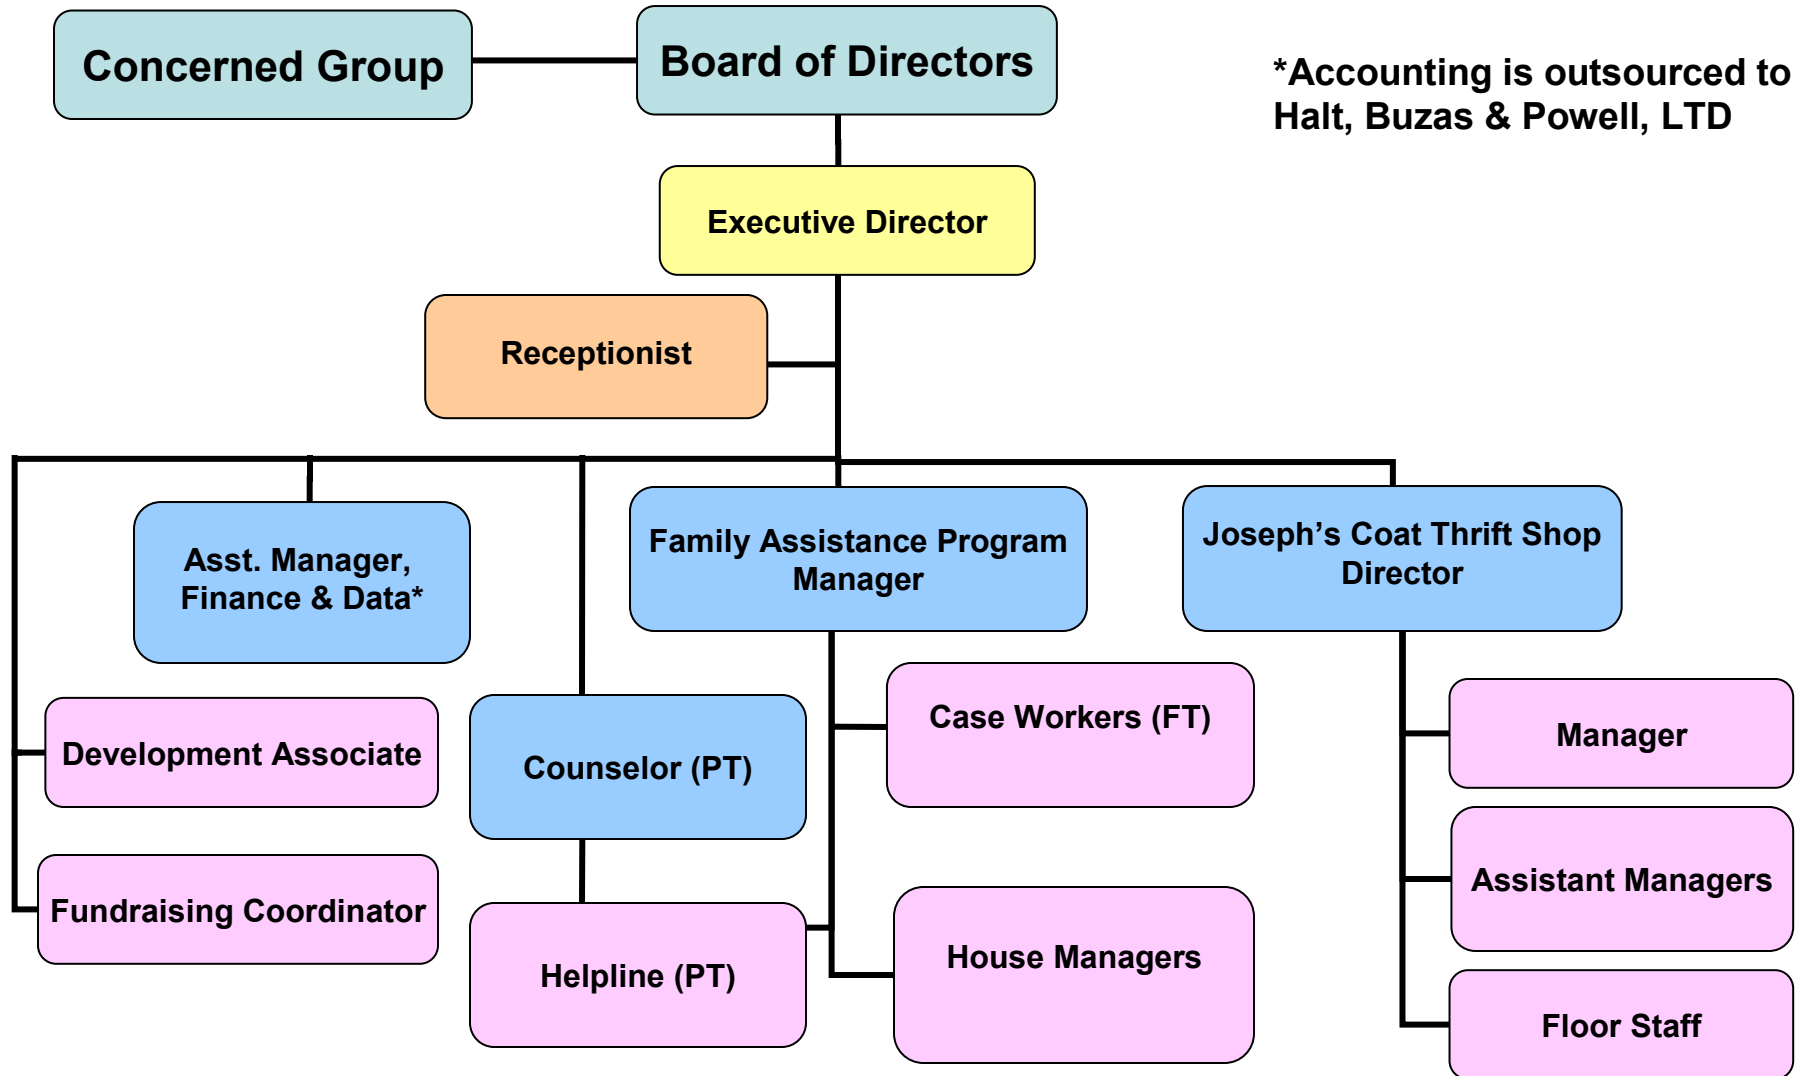 Concerned Group
Board of Directors
*Accounting is outsourced to
Halt, Buzas & Powell, LTD
Executive Director
Receptionist
Asst. Manager,
Finance & Data*
Family Assistance Program
Manager
Joseph’s Coat Thrift Shop
Director
Development Associate
Counselor (PT)
Case Workers (FT)
Manager
Fundraising Coordinator
Helpline (PT)
House Managers
Assistant Managers
Floor Staff